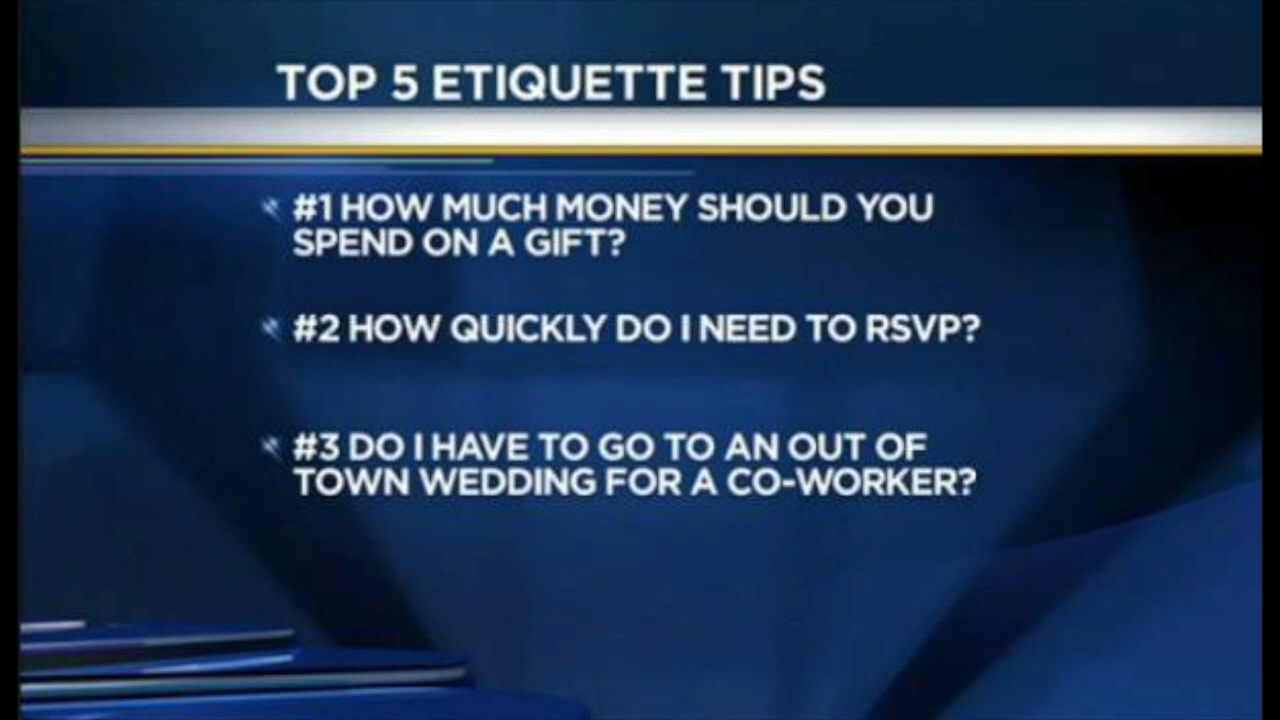 TOP 5 ETIQUETTE TIPS
#1 HOW MUCH MONEY SHOULD YOU
SPEND ON A GIFT?
#2 HOW QUICKLY DO I NEED TO RSVP?
#3 DO I HAVE TO GO TO AN OUT OF
TOWN WEDDING FOR A CO-WORKER?